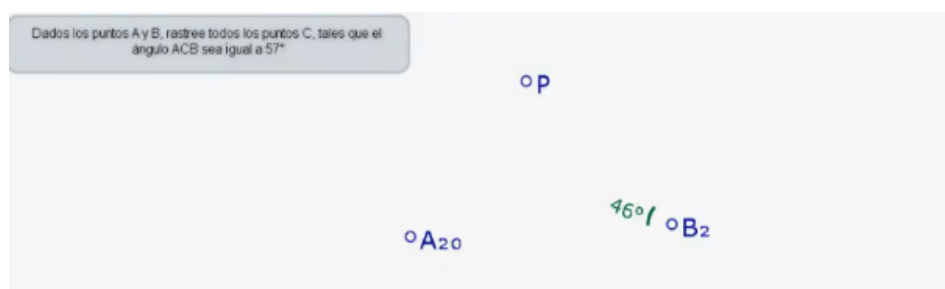 Dados los puntos A y B, rastree todos los puntos C, tales que el
ángulo ACB sea igual a 57°
P
46°
A20
B2